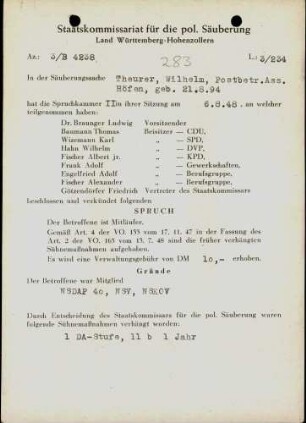 Staatskommissariat für die pol. Säuberung
Land Württemberg-Hohenzollern
Az.: 3/B 4238
283
L: 3/234
In der Säuberungssache Theurer, Wilhelm, Postbetr.Ass.
Höfen, geb. 21.8.94
hat die Spruchkammer II in ihrer Sitzung am 6.8.48. an welcher
teilgenommen haben:
Dr. Breunger Ludwig Vorsitzender
Baumann Thomas Beisitzer – CDU,
Wizemann Karl „ – SPD,
Hahn Wilhelm „ – DVP,
Fischer Albert jr. „ – KPD,
Frank Adolf „ – Gewerkschaften,
Engelfried Adolf „ – Berufsgruppe,
Fischer Alexander „ – Berufsgruppe,
Götzendörfer Friedrich Vertreter des Staatskommissars
beschlossen und verkündet folgenden
SPRUCH
Der Betroffene ist Mitläufer.
Gemäß Art. 4 der VO. 133 vom 17. 11. 47 in der Fassung des
Art. 2 der VO. 165 vom 13. 7. 48 sind die früher verhängten
Sühnemaßnahmen aufgehoben.
Es wird eine Verwaltungsgebühr von DM 10,- erhoben.
Gründe
Der Betroffene war Mitglied
NSDAP 40, NSV, NSKOV
Durch Entscheidung des Staatskommissars für die pol. Säuberung waren
folgende Sühnemaßnahmen verhängt worden:
1 DA-Stufe, 11 b 1 Jahr